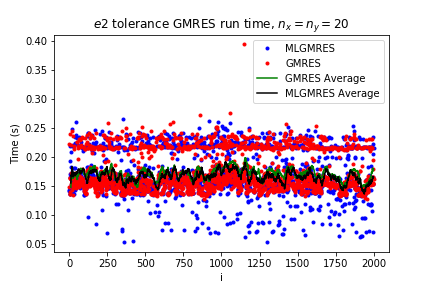 e2 tolerance GMRES run time, nₓ = nᵧ = 20
0.40
0.35
0.30
0.25
0.20
0.15
0.10
0.05
Time (s)
MLGMRES
GMRES
GMRES Average
MLGMRES Average
0 250 500 750 1000 1250 1500 1750 2000
i